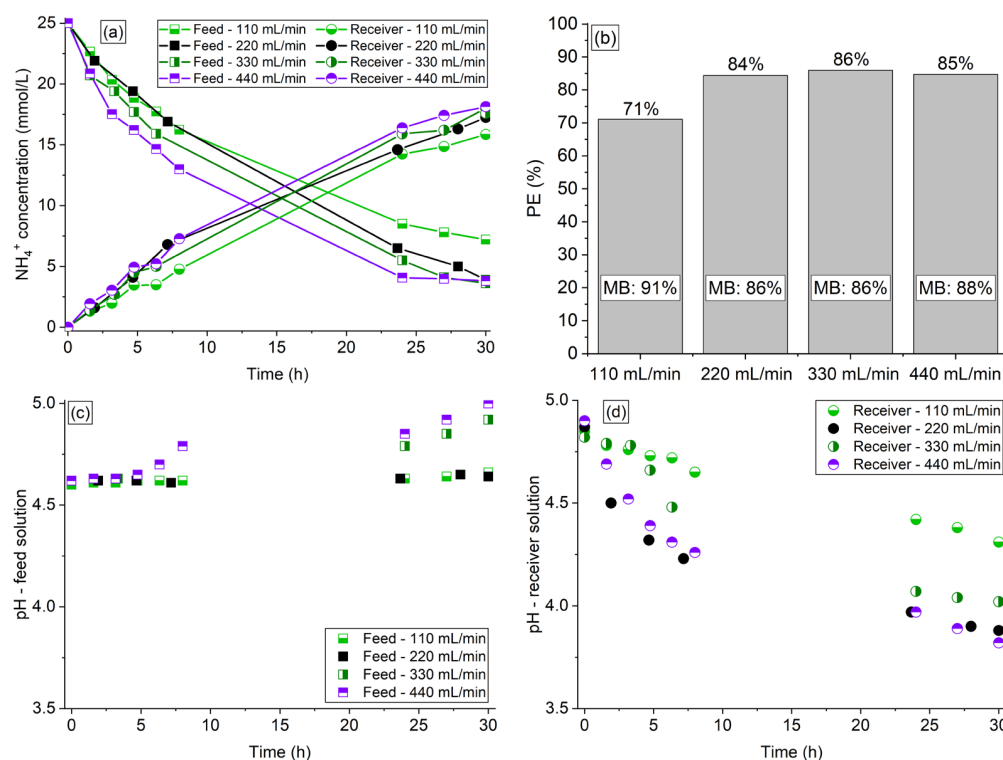 (a)
Feed - 110 mL/min
Feed - 220 mL/min
Feed - 330 mL/min
Feed - 440 mL/min
Receiver - 110 mL/min
Receiver - 220 mL/min
Receiver - 330 mL/min
Receiver - 440 mL/min
NH₄⁺ concentration (mmol/L)
25
20
15
10
5
0
0 5 10 15 20 25 30
Time (h)
(b)
PE (%)
100
90
80
70
60
50
40
30
20
10
0
71%
84%
86%
85%
MB: 91%
MB: 86%
MB: 86%
MB: 88%
110 mL/min 220 mL/min 330 mL/min 440 mL/min
(c)
pH - feed solution
5.0
4.5
4.0
3.5
Feed - 110 mL/min
Feed - 220 mL/min
Feed - 330 mL/min
Feed - 440 mL/min
0 5 10 15 20 25 30
Time (h)
(d)
Receiver - 110 mL/min
Receiver - 220 mL/min
Receiver - 330 mL/min
Receiver - 440 mL/min
pH - receiver solution
5.0
4.5
4.0
3.5
0 5 10 15 20 25 30
Time (h)